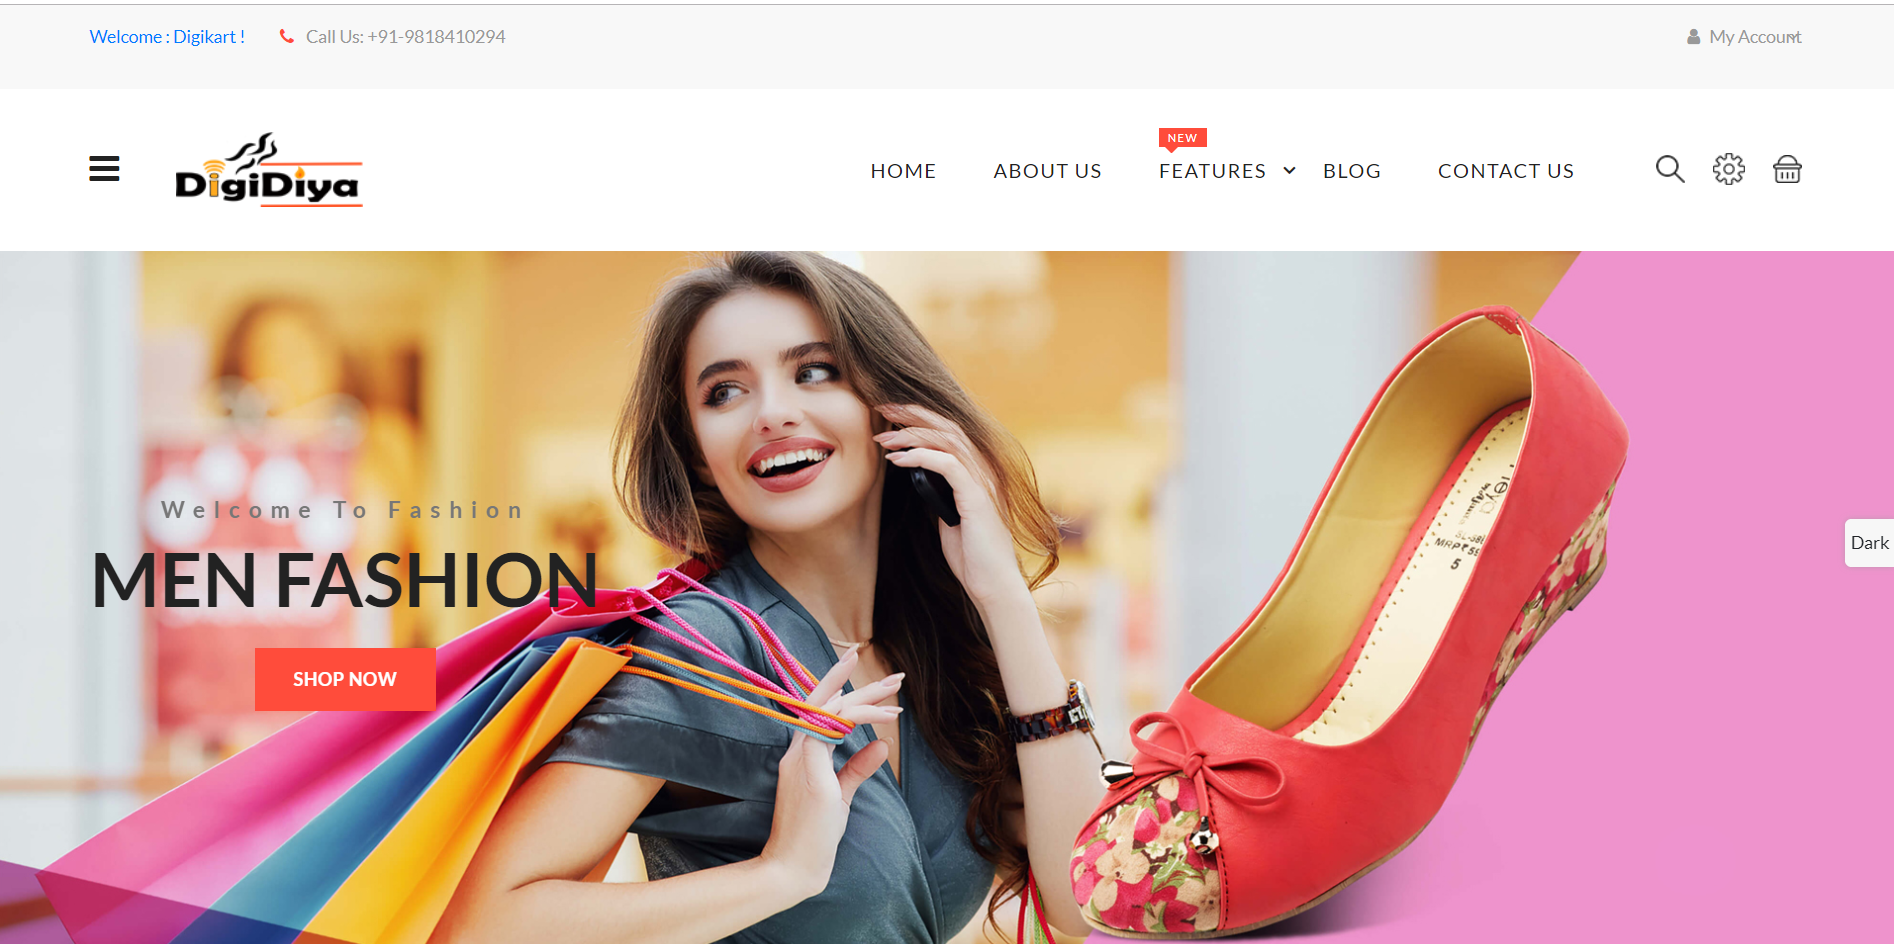 Welcome : Digikart !
Call Us: +91-9818410294
My Account
DigiDiya
HOME
ABOUT US
NEW
FEATURES
BLOG
CONTACT US
Welcome To Fashion
MEN FASHION
SHOP NOW
Dark
5